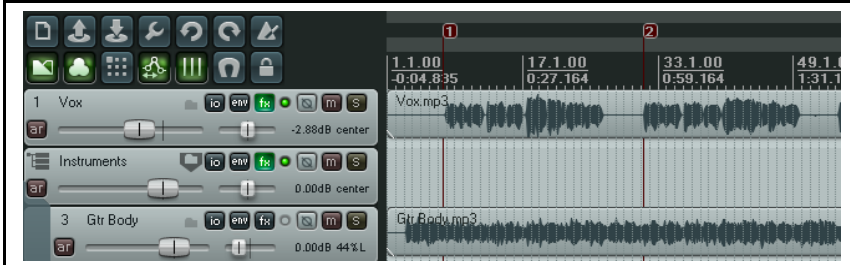 1 2
1.1.00 17.1.00 33.1.00 49.1.
-0:04.835 0:27.164 0:59.164 1:31.1
1 Vox io env fx m s
ar -2.88dB center
Vox.mp3
Instruments io env fx m s
ar 0.00dB center
3 Gtr Body io env fx m s
ar 0.00dB 44%L
Gtr Body.mp3